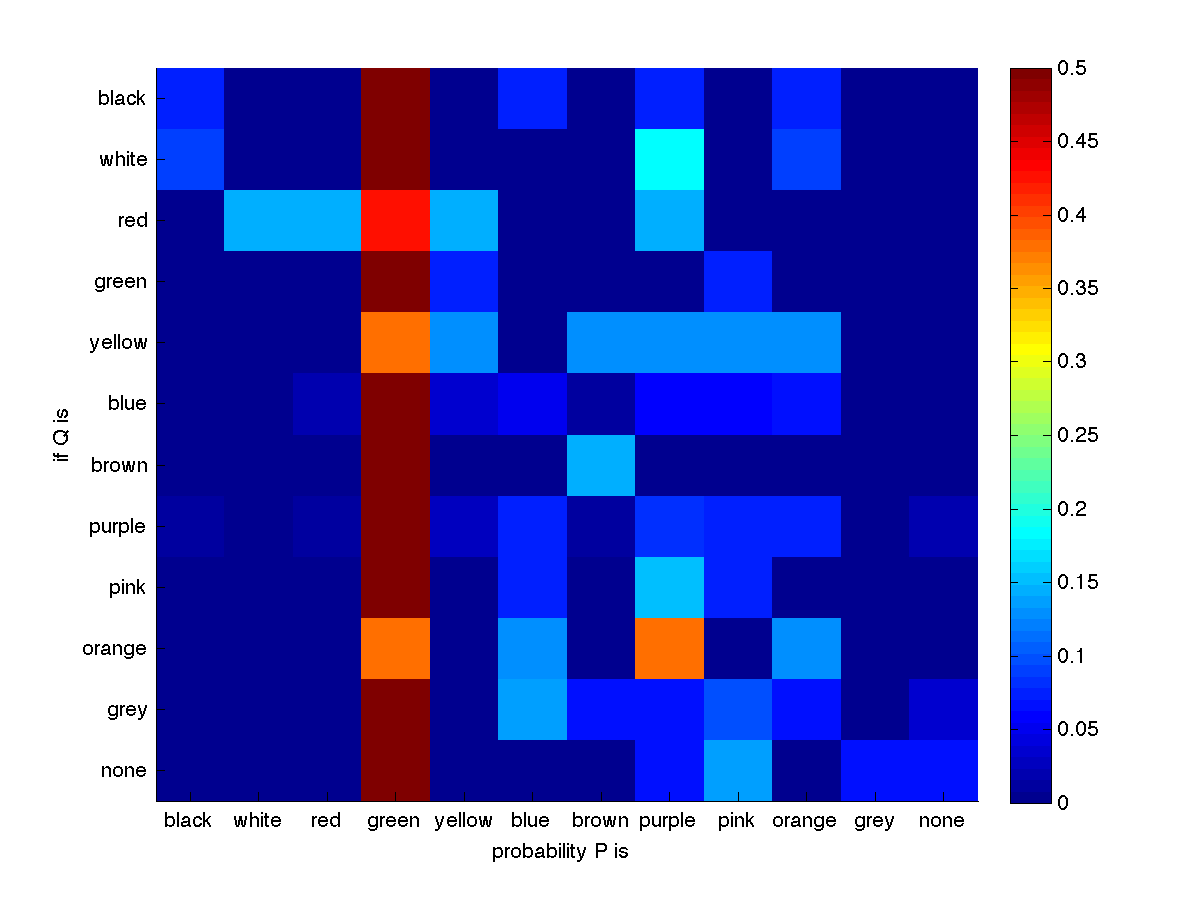 black
white
red
green
yellow
blue
brown
purple
pink
orange
grey
none
if Q is
black white red green yellow blue brown purple pink orange grey none
probability P is
0.5
0.45
0.4
0.35
0.3
0.25
0.2
0.15
0.1
0.05
0